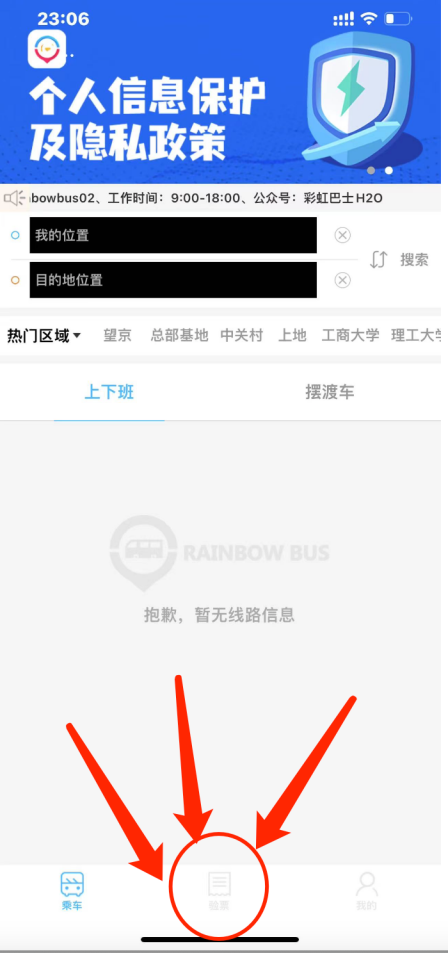 23:06
个人信息保护
及隐私政策
bowbus02、工作时间：9:00-18:00、公众号：彩虹巴士H2O
我的位置
搜索
目的地位置
热门区域 望京 总部基地 中关村 上地 工商大学 理工大学
上下班 摆渡车
RAINBOW BUS
抱歉，暂无线路信息
乘车 检票 我的